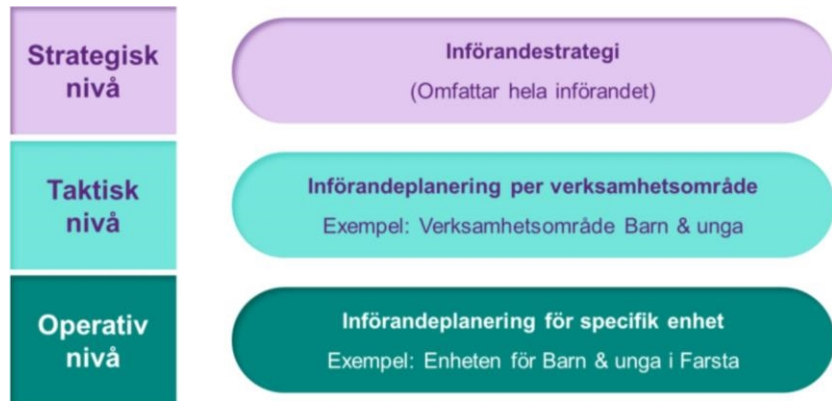 Strategisk
nivå
Införandestrategi
(Omfattar hela införandet)
Taktisk
nivå
Införandeplanering per verksamhetsområde
Exempel: Verksamhetsområde Barn & unga
Operativ
nivå
Införandeplanering för specifik enhet
Exempel: Enheten för Barn & unga i Farsta